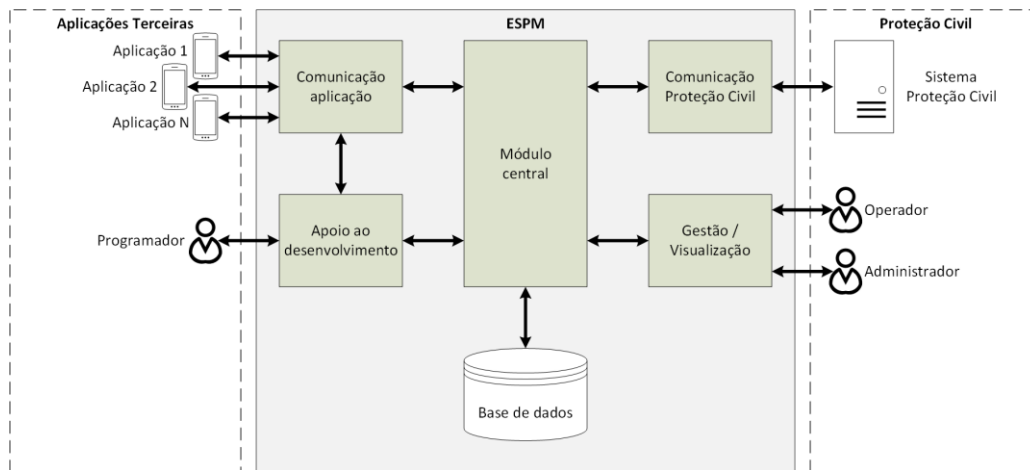 Aplicações Terceiras
ESPM
Proteção Civil
Aplicação 1
Aplicação 2
Aplicação N
Comunicação
aplicação
Comunicação
Proteção Civil
Sistema
Proteção Civil
Módulo
central
Programador
Apoio ao
desenvolvimento
Gestão /
Visualização
Operador
Administrador
Base de dados